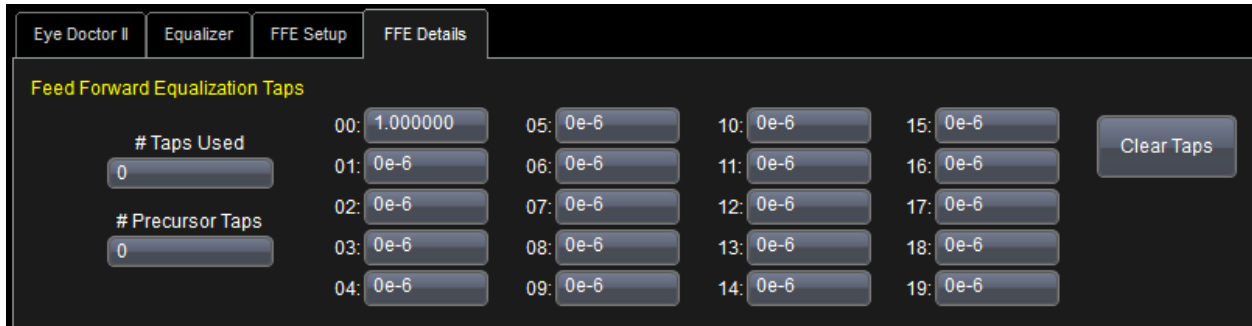 Eye Doctor II Equalizer FFE Setup FFE Details
Feed Forward Equalization Taps
# Taps Used
0
# Precursor Taps
0
00: 1.000000 05: 0e-6 10: 0e-6 15: 0e-6
01: 0e-6 06: 0e-6 11: 0e-6 16: 0e-6
02: 0e-6 07: 0e-6 12: 0e-6 17: 0e-6
03: 0e-6 08: 0e-6 13: 0e-6 18: 0e-6
04: 0e-6 09: 0e-6 14: 0e-6 19: 0e-6
Clear Taps